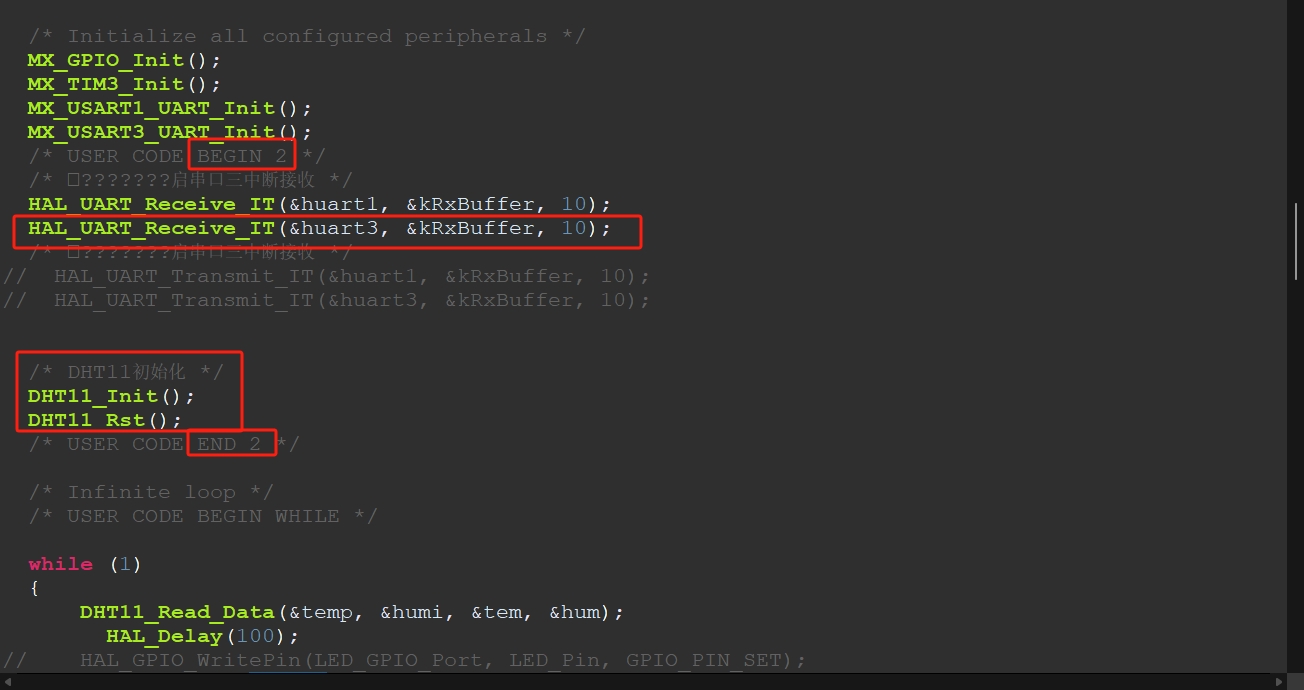 /* Initialize all configured peripherals */
MX_GPIO_Init();
MX_TIM3_Init();
MX_USART1_UART_Init();
MX_USART3_UART_Init();
/* USER CODE BEGIN 2 */
/* □???????启串口三中断接收 */
HAL_UART_Receive_IT(&huart1, &kRxBuffer, 10);
HAL_UART_Receive_IT(&huart3, &kRxBuffer, 10);
/* □???????启串口三中断接收 */
// HAL_UART_Transmit_IT(&huart1, &kRxBuffer, 10);
// HAL_UART_Transmit_IT(&huart3, &kRxBuffer, 10);
/* DHT11初始化 */
DHT11_Init();
DHT11_Rst();
/* USER CODE END 2 */
/* Infinite loop */
/* USER CODE BEGIN WHILE */
while (1)
{
DHT11_Read_Data(&temp, &humi, &tem, &hum);
HAL_Delay(100);
// HAL_GPIO_WritePin(LED_GPIO_Port, LED_Pin, GPIO_PIN_SET);